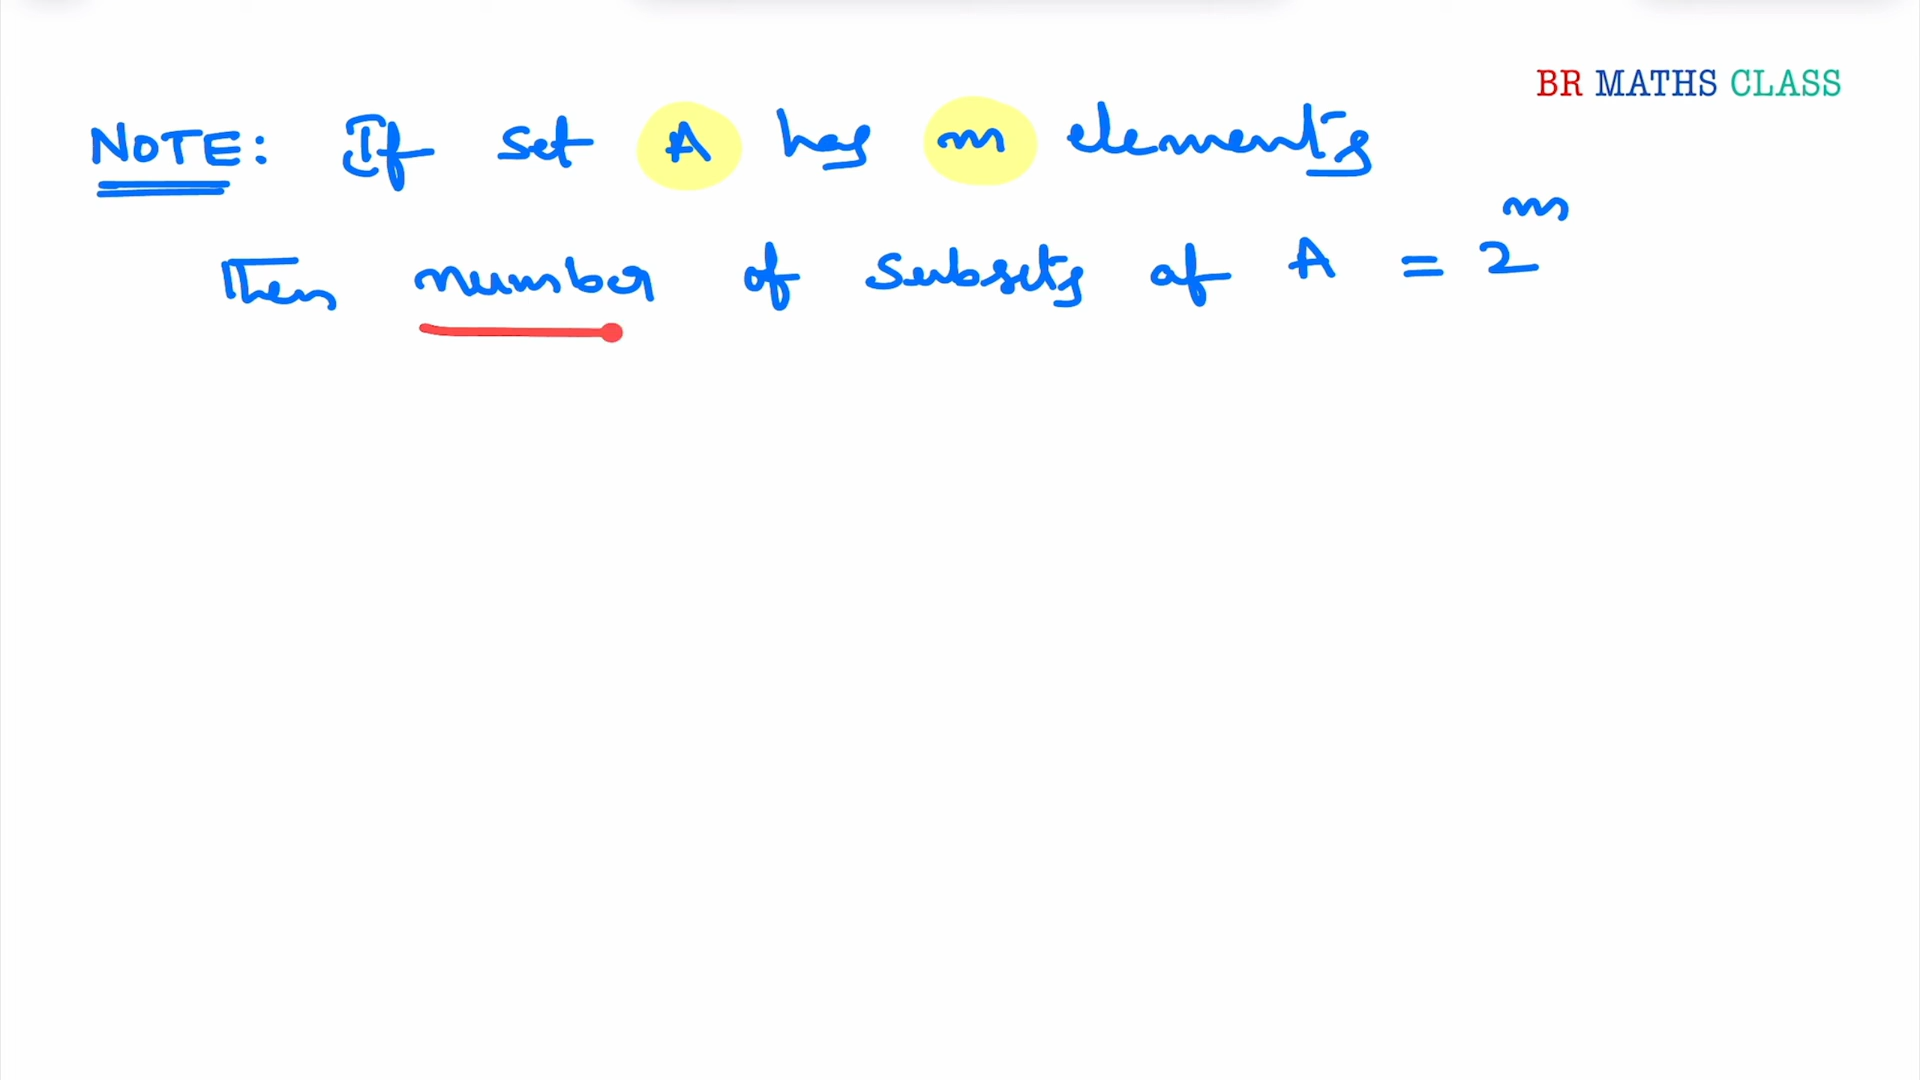 BR MATHS CLASS
NOTE: If set A has m elements
Then number of subsets of A = 2^m